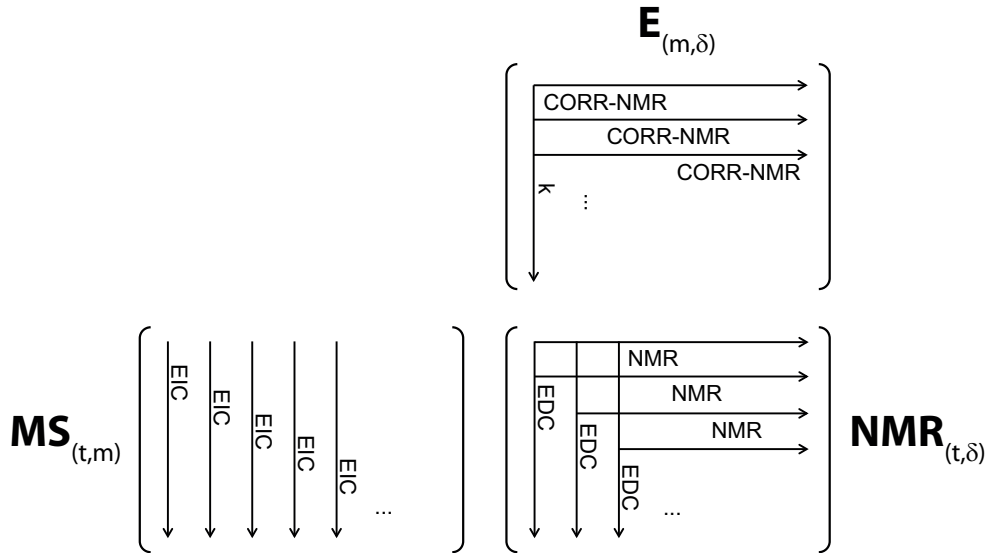 E(m,δ)
CORR-NMR
CORR-NMR
CORR-NMR
k
...
MS(t,m)
EIC
EIC
EIC
EIC
EIC
...
NMR
NMR
NMR
EDC
EDC
EDC
...
NMR(t,δ)